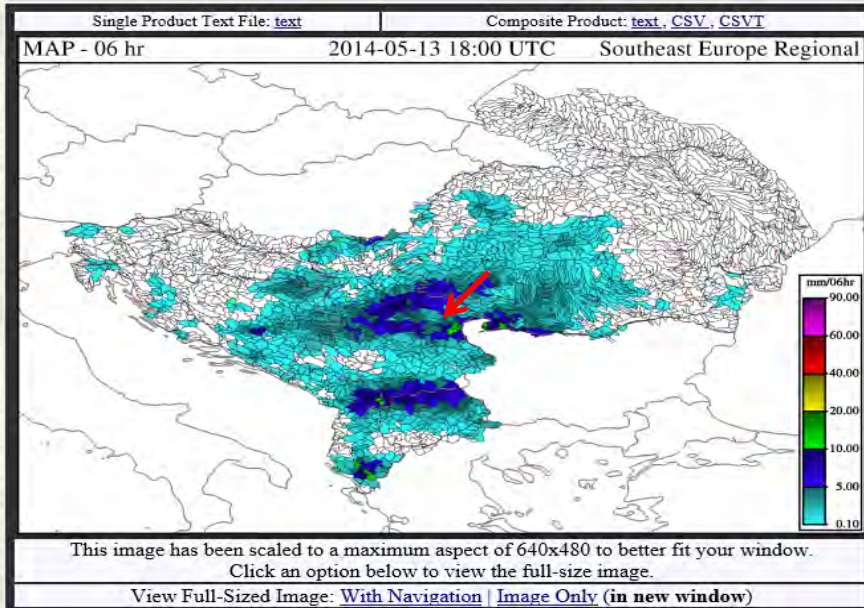 Single Product Text File: text Composite Product: text , CSV , CSVT
MAP - 06 hr 2014-05-13 18:00 UTC Southeast Europe Regional
mm/06hr
90.00
60.00
40.00
20.00
10.00
5.00
0.10
This image has been scaled to a maximum aspect of 640x480 to better fit your window.
Click an option below to view the full-size image.
View Full-Sized Image: With Navigation | Image Only (in new window)